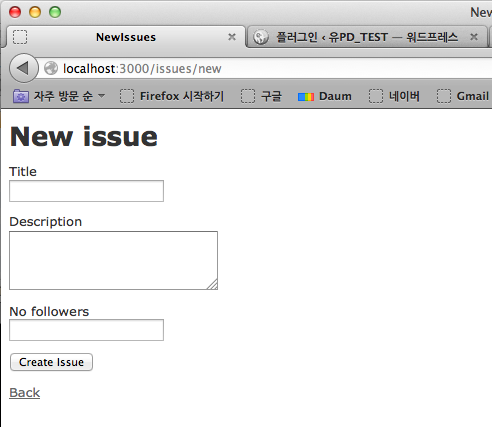 New
NewIssues
플러그인 ‹ 유PD_TEST — 워드프레스
localhost:3000/issues/new
자주 방문 순 Firefox 시작하기 구글 Daum 네이버 Gmail
New issue
Title
Description
No followers
Create Issue
Back